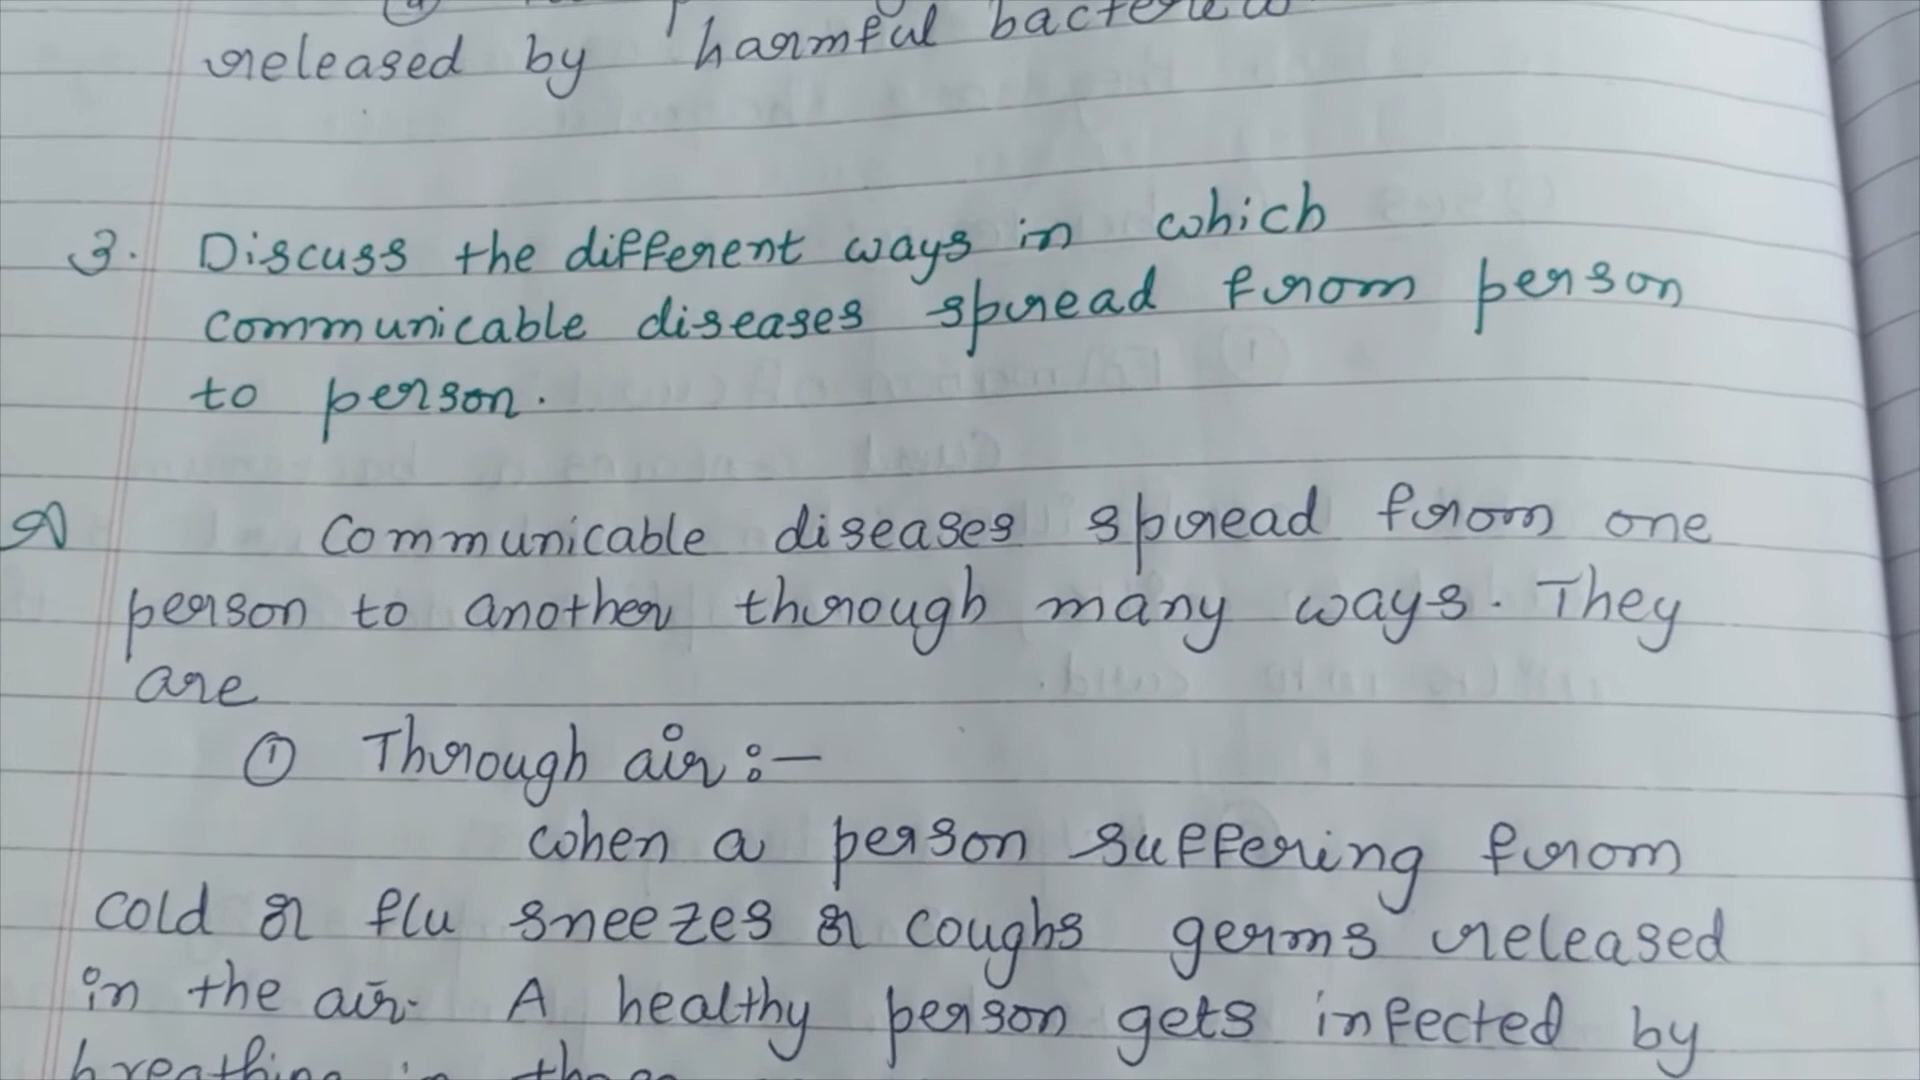 released by harmful bacteria
3. Discuss the different ways in which
communicable diseases spread from person
to person.
A Communicable diseases spread from one
person to another through many ways. They
are
① Through air :-
When a person suffering from
cold or flu sneezes or coughs germs released
in the air. A healthy person gets infected by
breathing in